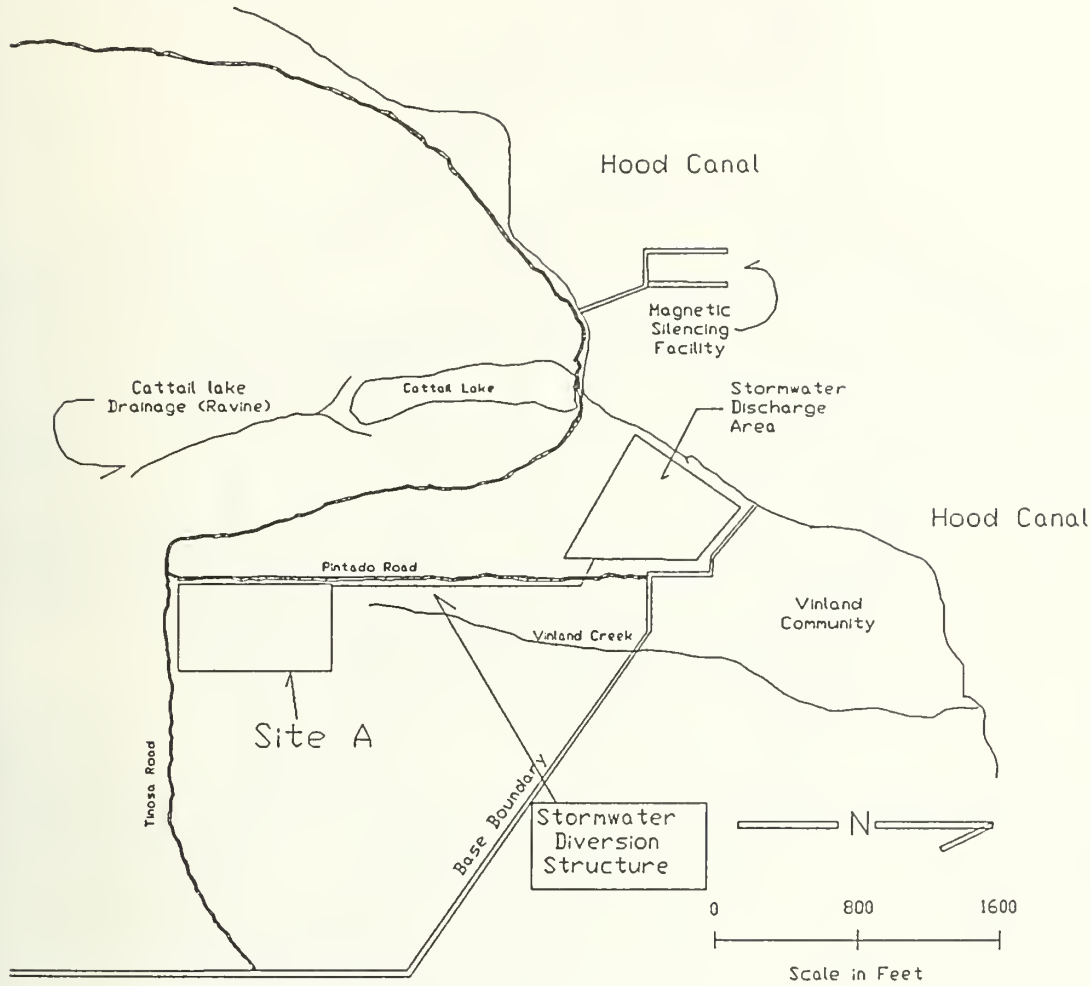 Hood Canal
Magnetic
Silencing
Facility
Cattail lake
Drainage (Ravine)
Cattail Lake
Stormwater
Discharge
Area
Hood Canal
Pintado Road
Vinland
Community
Vinland Creek
Site A
Tinosa Road
Base Boundary
Stormwater
Diversion
Structure
N
0 800 1600
Scale in Feet